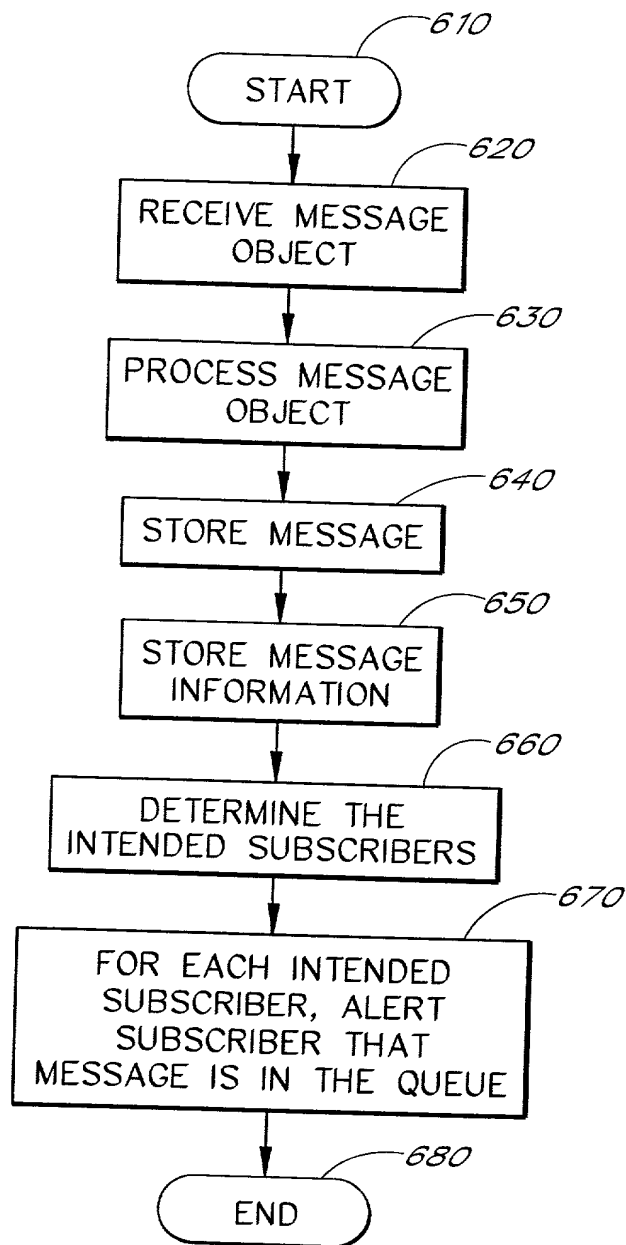 610
START
620
RECEIVE MESSAGE
OBJECT
630
PROCESS MESSAGE
OBJECT
640
STORE MESSAGE
650
STORE MESSAGE
INFORMATION
660
DETERMINE THE
INTENDED SUBSCRIBERS
670
FOR EACH INTENDED
SUBSCRIBER, ALERT
SUBSCRIBER THAT
MESSAGE IS IN THE QUEUE
680
END